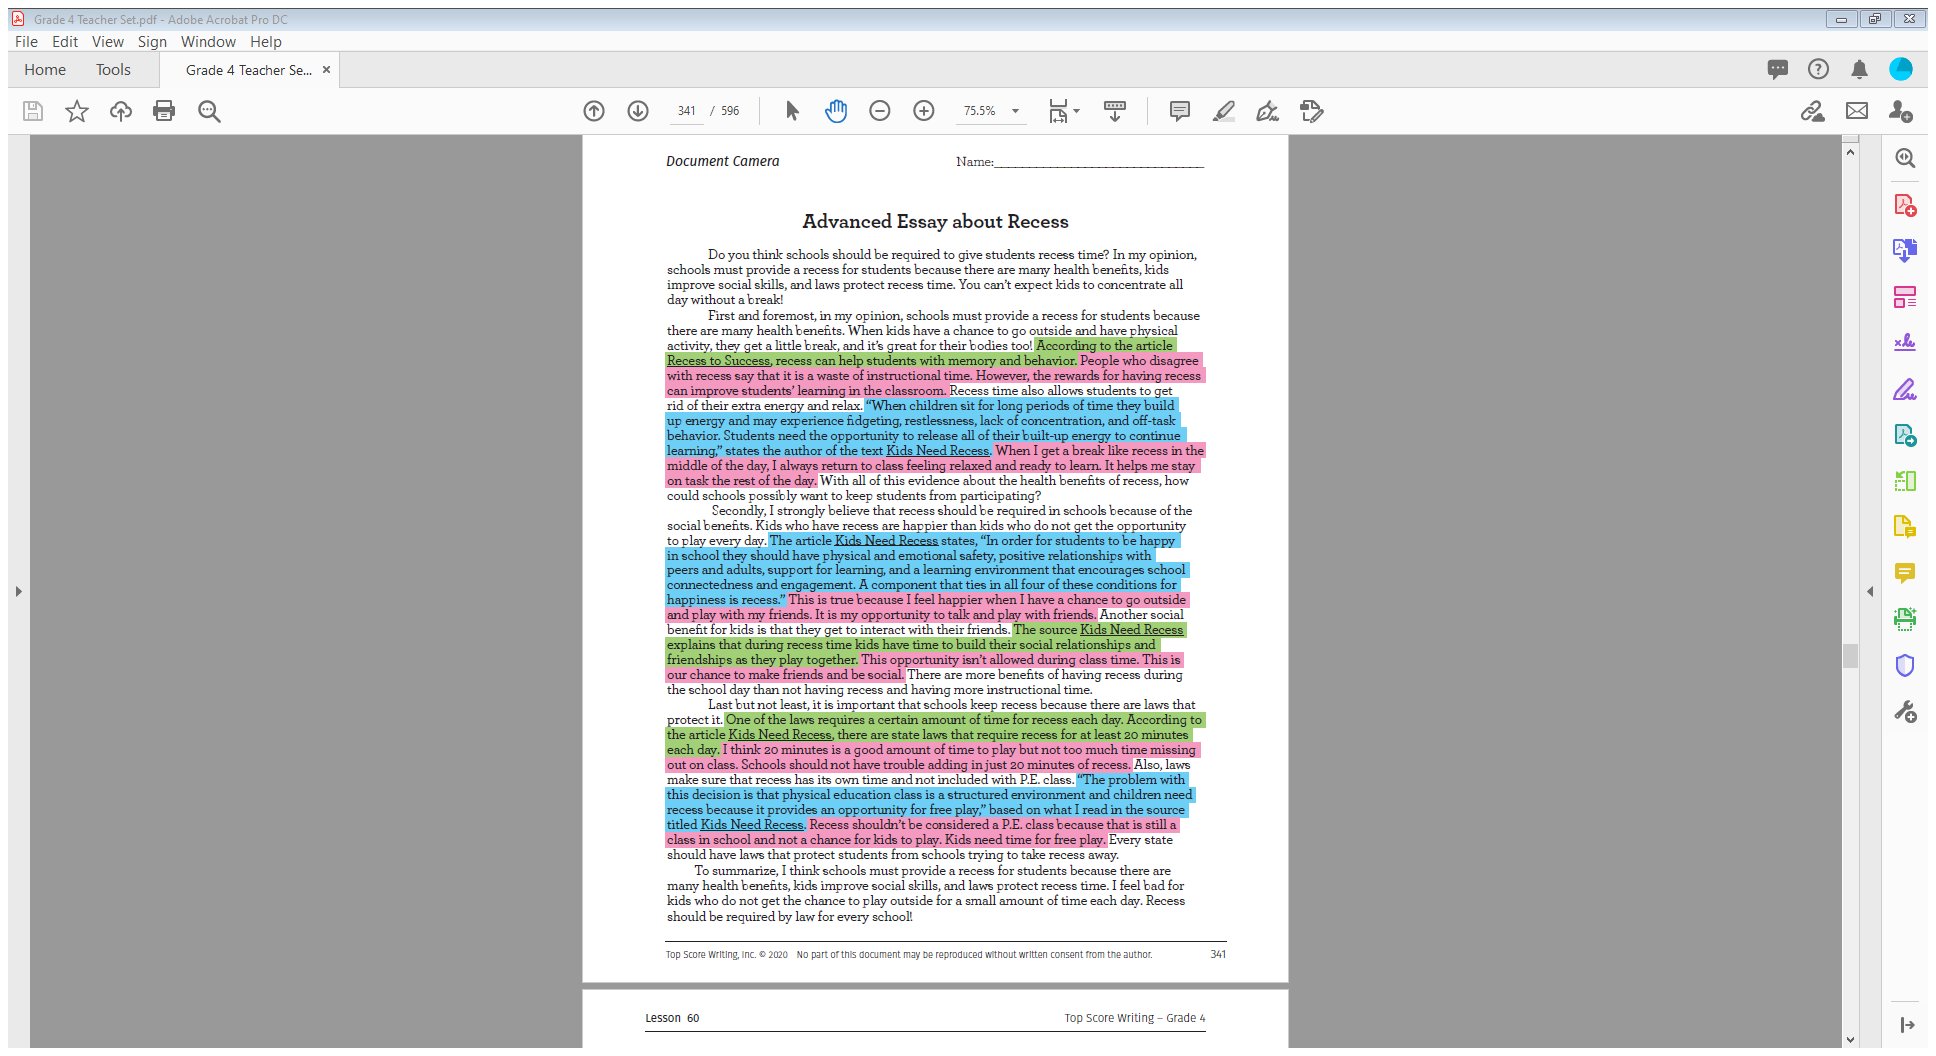 Grade 4 Teacher Set.pdf - Adobe Acrobat Pro DC
File Edit View Sign Window Help
Home Tools Grade 4 Teacher Se... ×
341 / 596 75.5%
Document Camera Name:
Advanced Essay about Recess
Do you think schools should be required to give students recess time? In my opinion,
schools must provide a recess for students because there are many health benefits, kids
improve social skills, and laws protect recess time. You can't expect kids to concentrate all
day without a break!
First and foremost, in my opinion, schools must provide a recess for students because
there are many health benefits. When kids have a chance to go outside and have physical
activity, they get a little break, and it's great for their bodies too! According to the article
Recess to Success, recess can help students with memory and behavior. People who disagree
with recess say that it is a waste of instructional time. However, the rewards for having recess
can improve students' learning in the classroom. Recess time also allows students to get
rid of their extra energy and relax. "When children sit for long periods of time they build
up energy and may experience fidgeting, restlessness, lack of concentration, and off-task
behavior. Students need the opportunity to release all of their built-up energy to continue
learning," states the author of the text Kids Need Recess. When I get a break like recess in the
middle of the day, I always return to class feeling relaxed and ready to learn. It helps me stay
on task the rest of the day. With all of this evidence about the health benefits of recess, how
could schools possibly want to keep students from participating?
Secondly, I strongly believe that recess should be required in schools because of the
social benefits. Kids who have recess are happier than kids who do not get the opportunity
to play every day. The article Kids Need Recess states, "In order for students to be happy
in school they should have physical and emotional safety, positive relationships with
peers and adults, support for learning, and a learning environment that encourages school
connectedness and engagement. A component that ties in all four of these conditions for
happiness is recess." This is true because I feel happier when I have a chance to go outside
and play with my friends. It is my opportunity to talk and play with friends. Another social
benefit for kids is that they get to interact with their friends. The source Kids Need Recess
explains that during recess time kids have time to build their social relationships and
friendships as they play together. This opportunity isn't allowed during class time. This is
our chance to make friends and be social. There are more benefits of having recess during
the school day than not having recess and having more instructional time.
Last but not least, it is important that schools keep recess because there are laws that
protect it. One of the laws requires a certain amount of time for recess each day. According to
the article Kids Need Recess, there are state laws that require recess for at least 20 minutes
each day. I think 20 minutes is a good amount of time to play but not too much time missing
out on class. Schools should not have trouble adding in just 20 minutes of recess. Also, laws
make sure that recess has its own time and not included with P.E. class. "The problem with
this decision is that physical education class is a structured environment and children need
recess because it provides an opportunity for free play," based on what I read in the source
titled Kids Need Recess. Recess shouldn't be considered a P.E. class because that is still a
class in school and not a chance for kids to play. Kids need time for free play. Every state
should have laws that protect students from schools trying to take recess away.
To summarize, I think schools must provide a recess for students because there are
many health benefits, kids improve social skills, and laws protect recess time. I feel bad for
kids who do not get the chance to play outside for a small amount of time each day. Recess
should be required by law for every school!
Top Score Writing, Inc. © 2020 No part of this document may be reproduced without written consent from the author. 341
Lesson 60 Top Score Writing – Grade 4